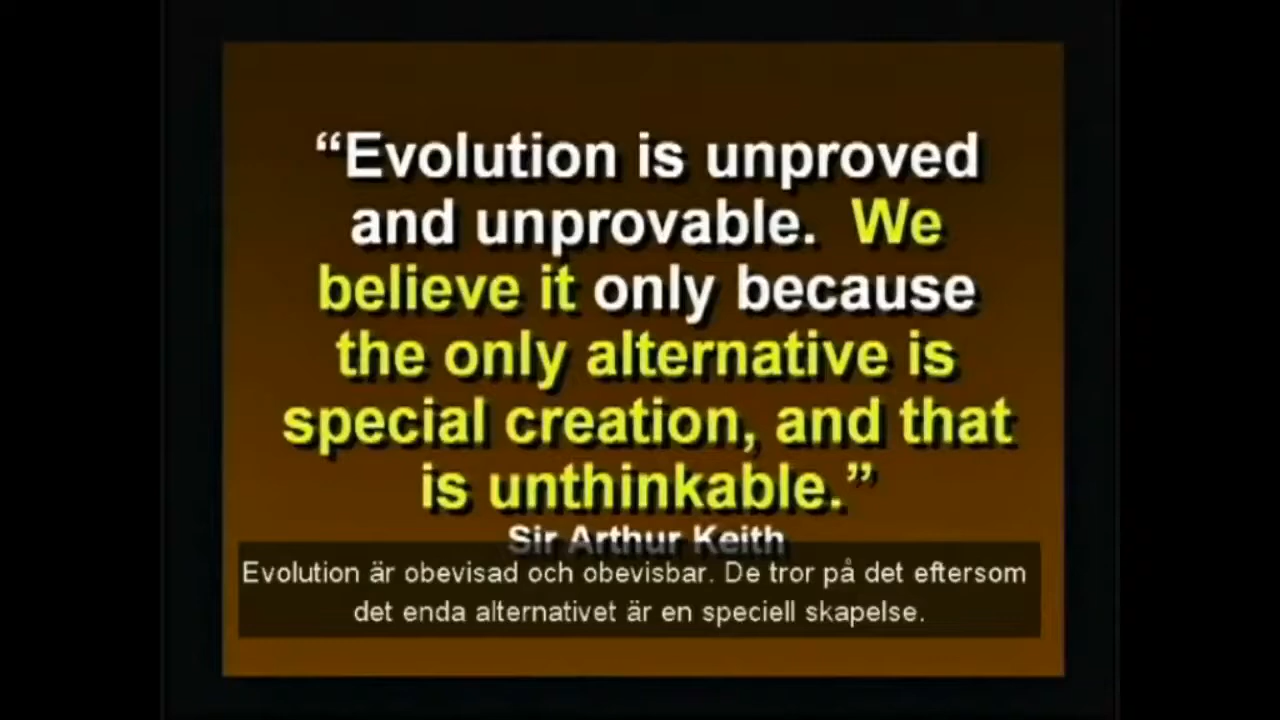 “Evolution is unproved
and unprovable. We
believe it only because
the only alternative is
special creation, and that
is unthinkable.”
Sir Arthur Keith
Evolution är obevisad och obevisbar. De tror på det eftersom
det enda alternativet är en speciell skapelse.